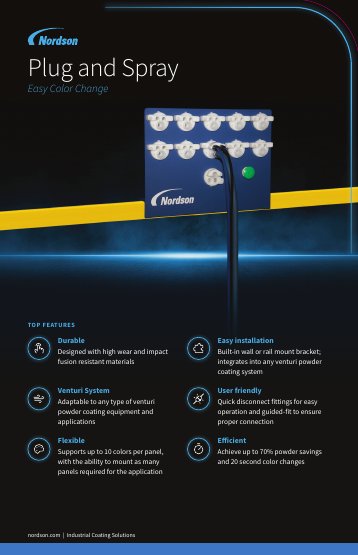 Nordson
Plug and Spray
Easy Color Change
Nordson
TOP FEATURES
Durable
Designed with high wear and impact
fusion resistant materials
Easy installation
Built-in wall or rail mount bracket;
integrates into any venturi powder
coating system
Venturi System
Adaptable to any type of venturi
powder coating equipment and
applications
User friendly
Quick disconnect fittings for easy
operation and guided-fit to ensure
proper connection
Flexible
Supports up to 10 colors per panel,
with the ability to mount as many
panels required for the application
Efficient
Achieve up to 70% powder savings
and 20 second color changes
nordson.com | Industrial Coating Solutions